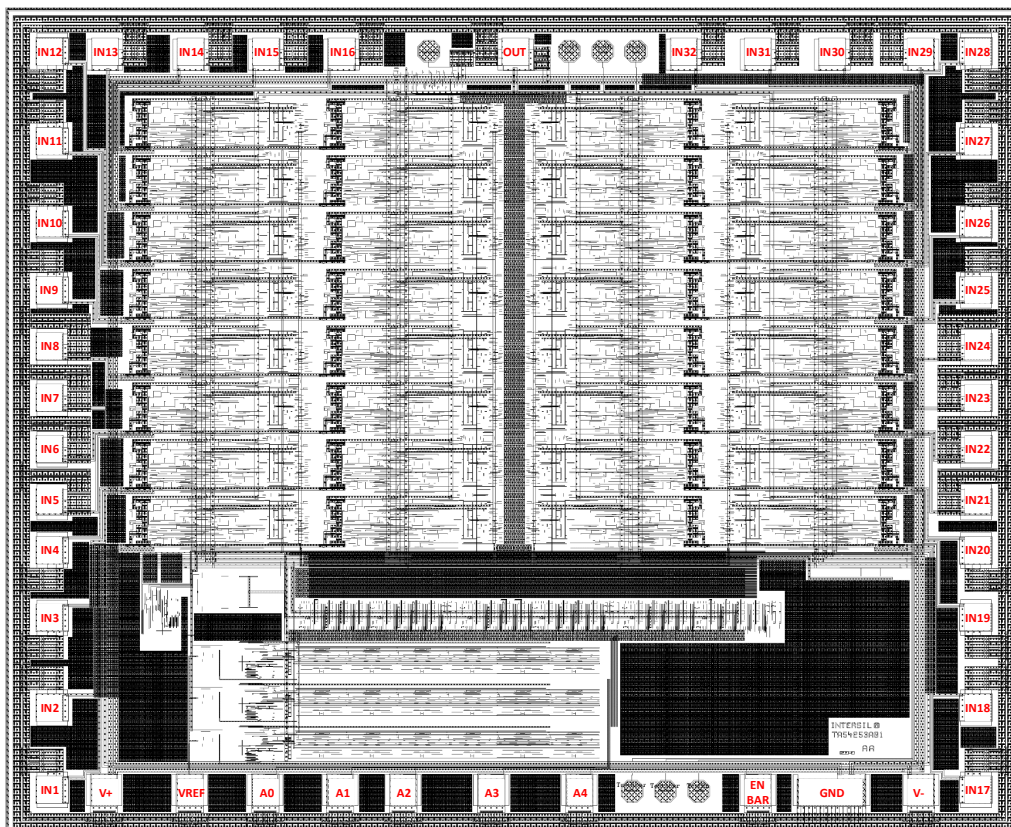 IN12 IN13 IN14 IN15 IN16 OUT IN32 IN31 IN30 IN29 IN28
IN11 IN27
IN10 IN26
IN9 IN25
IN8 IN24
IN7 IN23
IN6 IN22
IN5 IN21
IN4 IN20
IN3 IN19
IN2 IN18
INTERSIL®
AA
IN1 V+ VREF A0 A1 A2 A3 A4 EN BAR GND V- IN17